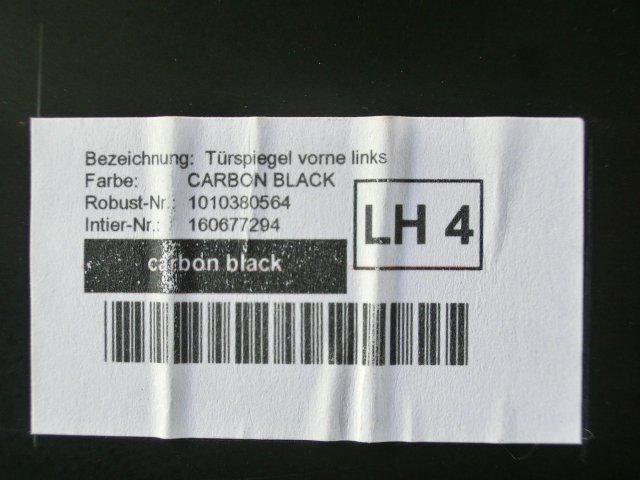 Bezeichnung: Türspiegel vorne links
Farbe: CARBON BLACK
Robust-Nr.: 1010380564
Intier-Nr.: 160677294
LH 4
carbon black